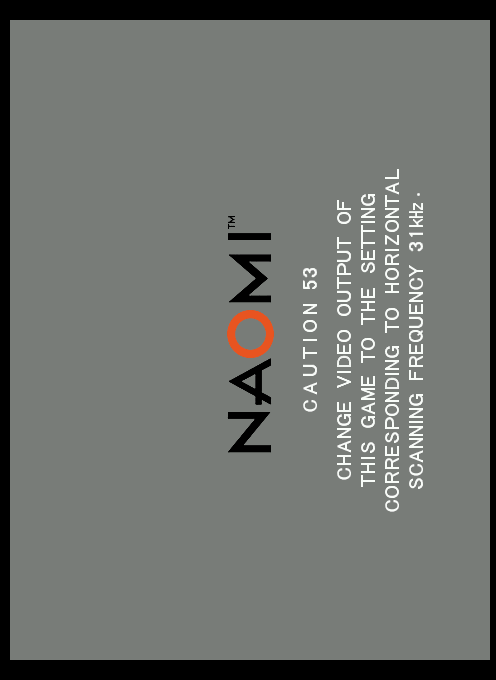 NAOMI™
CAUTION 53
CHANGE VIDEO OUTPUT OF
THIS GAME TO THE SETTING
CORRESPONDING TO HORIZONTAL
SCANNING FREQUENCY 31kHz.